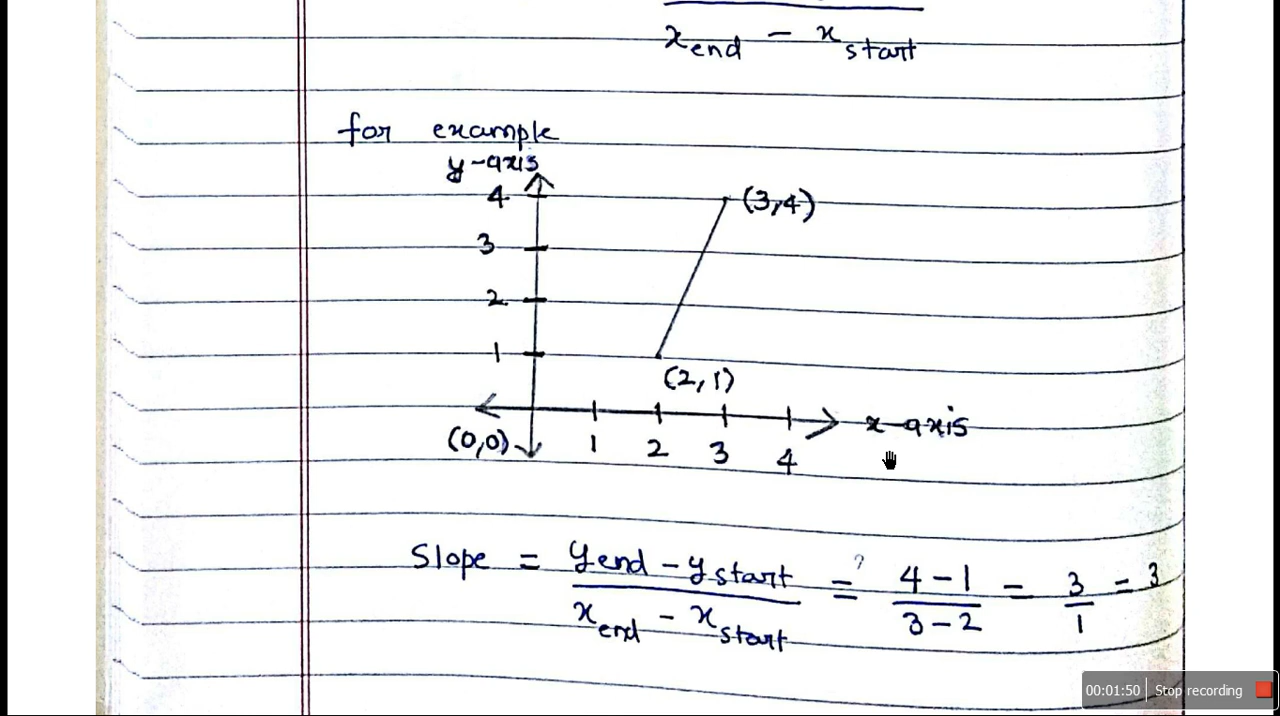 x end - x start
for example
y-axis
4
(3,4)
3
2
1
(2,1)
x-axis
(0,0)
1 2 3 4
Slope = y end - y start / x end - x start = ? 4-1 / 3-2 = 3/1 = 3
00:01:50 Stop recording